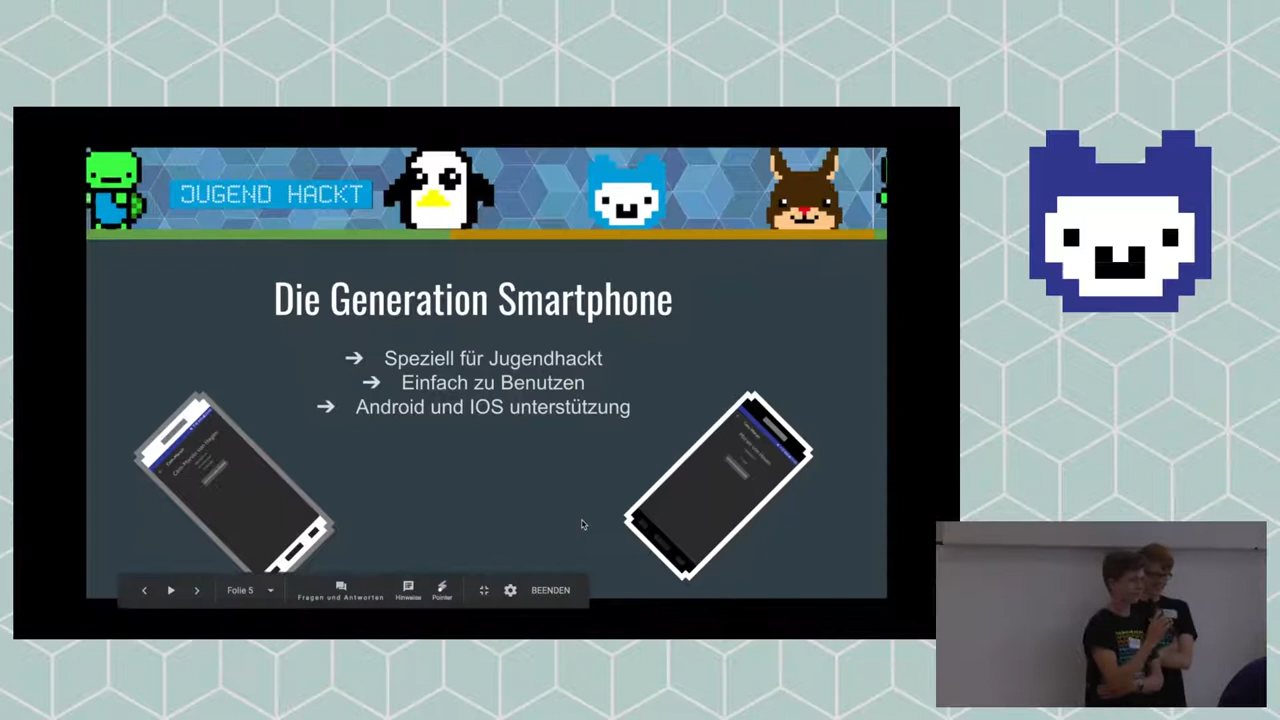 JUGEND HACKT
Die Generation Smartphone
➔ Speziell für Jugendhackt
➔ Einfach zu Benutzen
➔ Android und IOS unterstützung
Folie 5
Fragen und Antworten
Hinweise
Pointer
BEENDEN